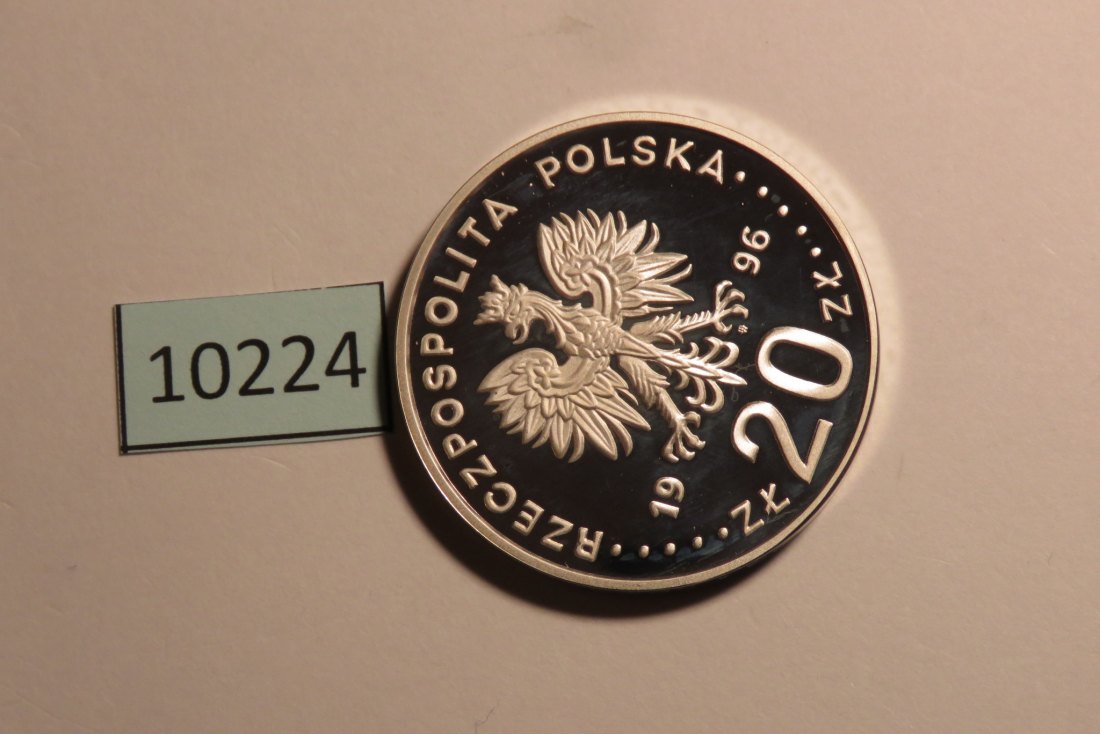 10224
RZECZPOSPOLITA POLSKA
19 96
ZŁ 20 ZŁ